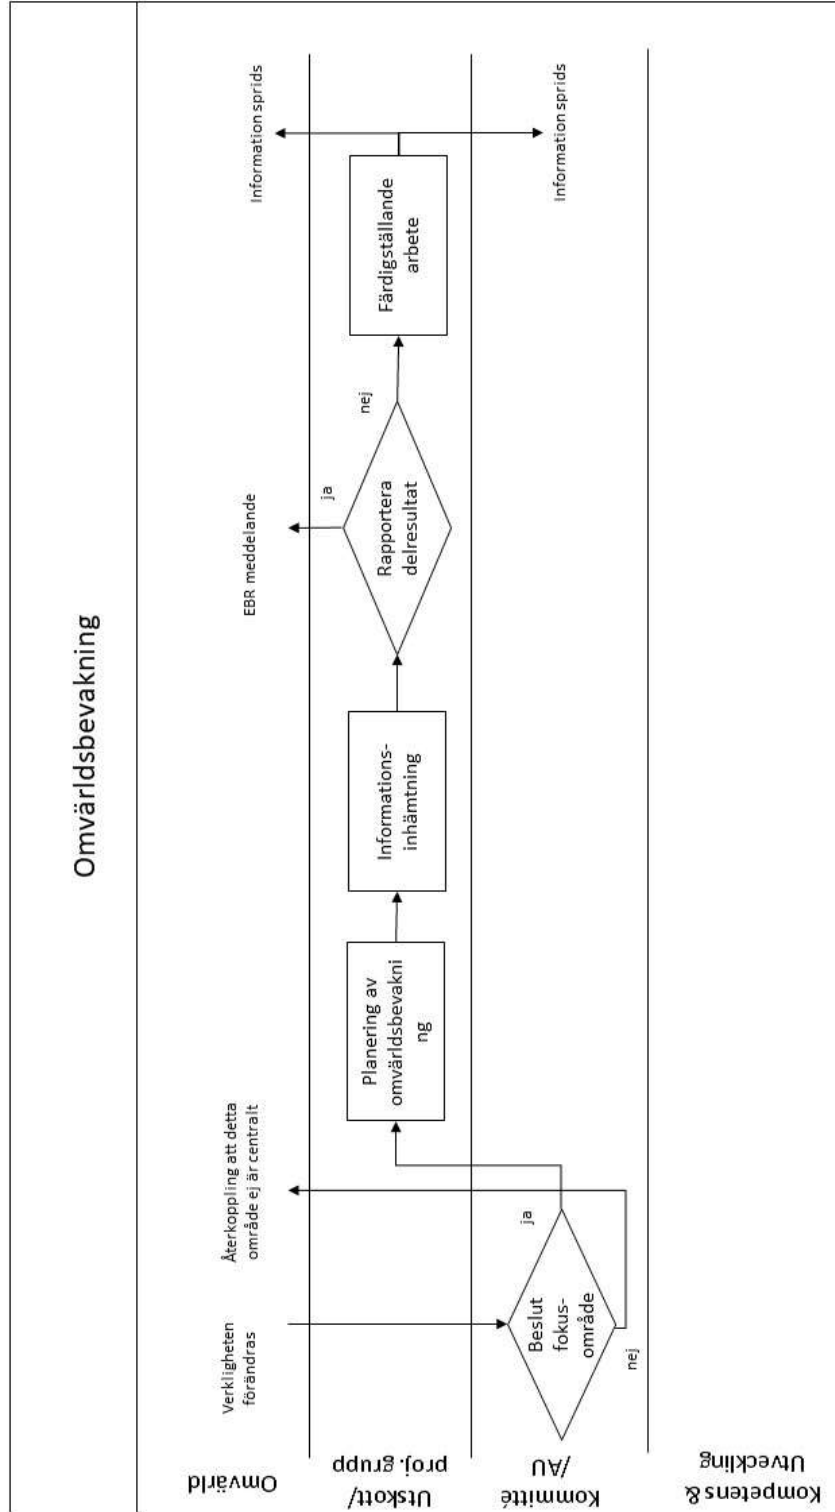 Omvärldsbevakning
Omvärld
Verkligheten
förändras
Återkoppling att detta
område ej är centralt
EBR meddelande
Information sprids
Utskott/
proj.grupp
Planering av
omvärldsbevakni
ng
Informations-
inhämtning
Rapportera
delresultat
ja
nej
Färdigställande
arbete
Kommitté
/AU
Beslut
fokus-
område
ja
nej
Information sprids
Kompetens &
Utveckling